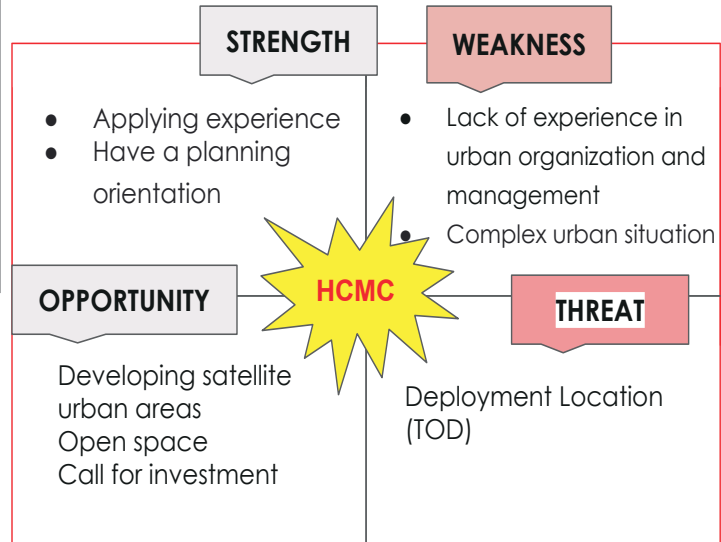 STRENGTH
● Applying experience
● Have a planning
orientation
WEAKNESS
● Lack of experience in
urban organization and
management
● Complex urban situation
HCMC
OPPORTUNITY
Developing satellite
urban areas
Open space
Call for investment
THREAT
Deployment Location
(TOD)